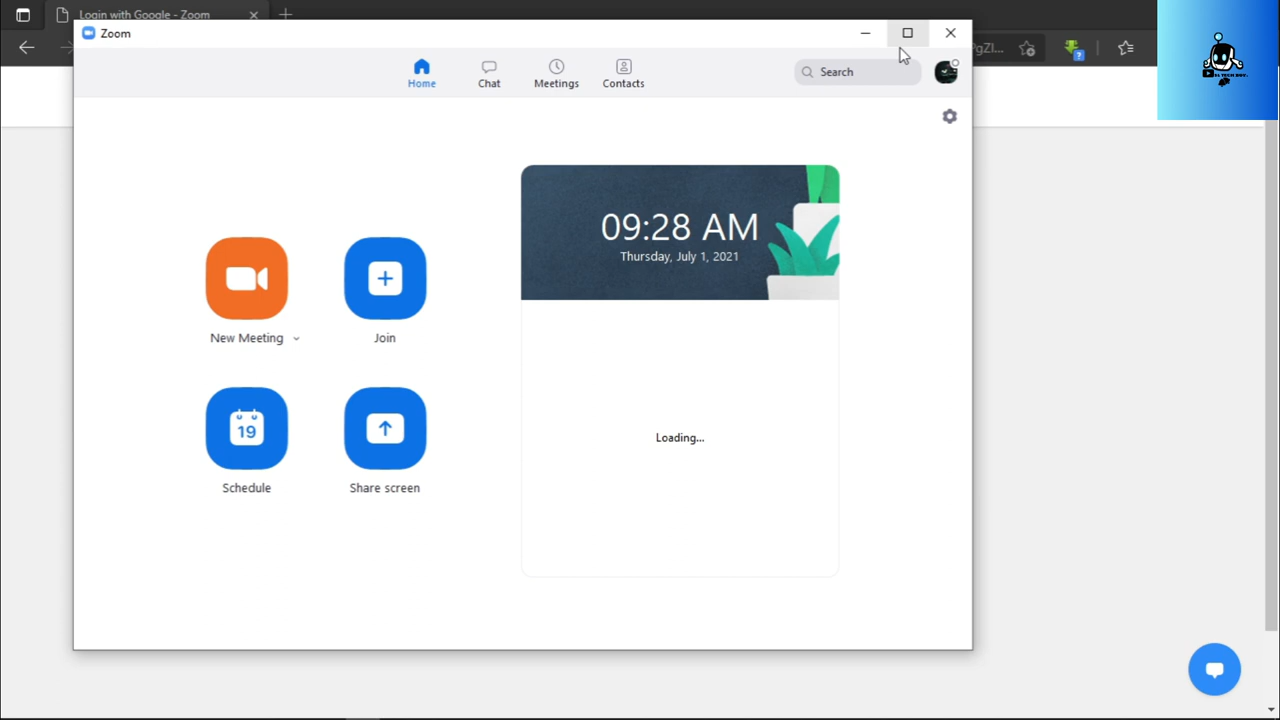 Login with Google - Zoom
PgZl...
Zoom
Home
Chat
Meetings
Contacts
Search
09:28 AM
Thursday, July 1, 2021
New Meeting
Join
19
Schedule
Share screen
Loading...